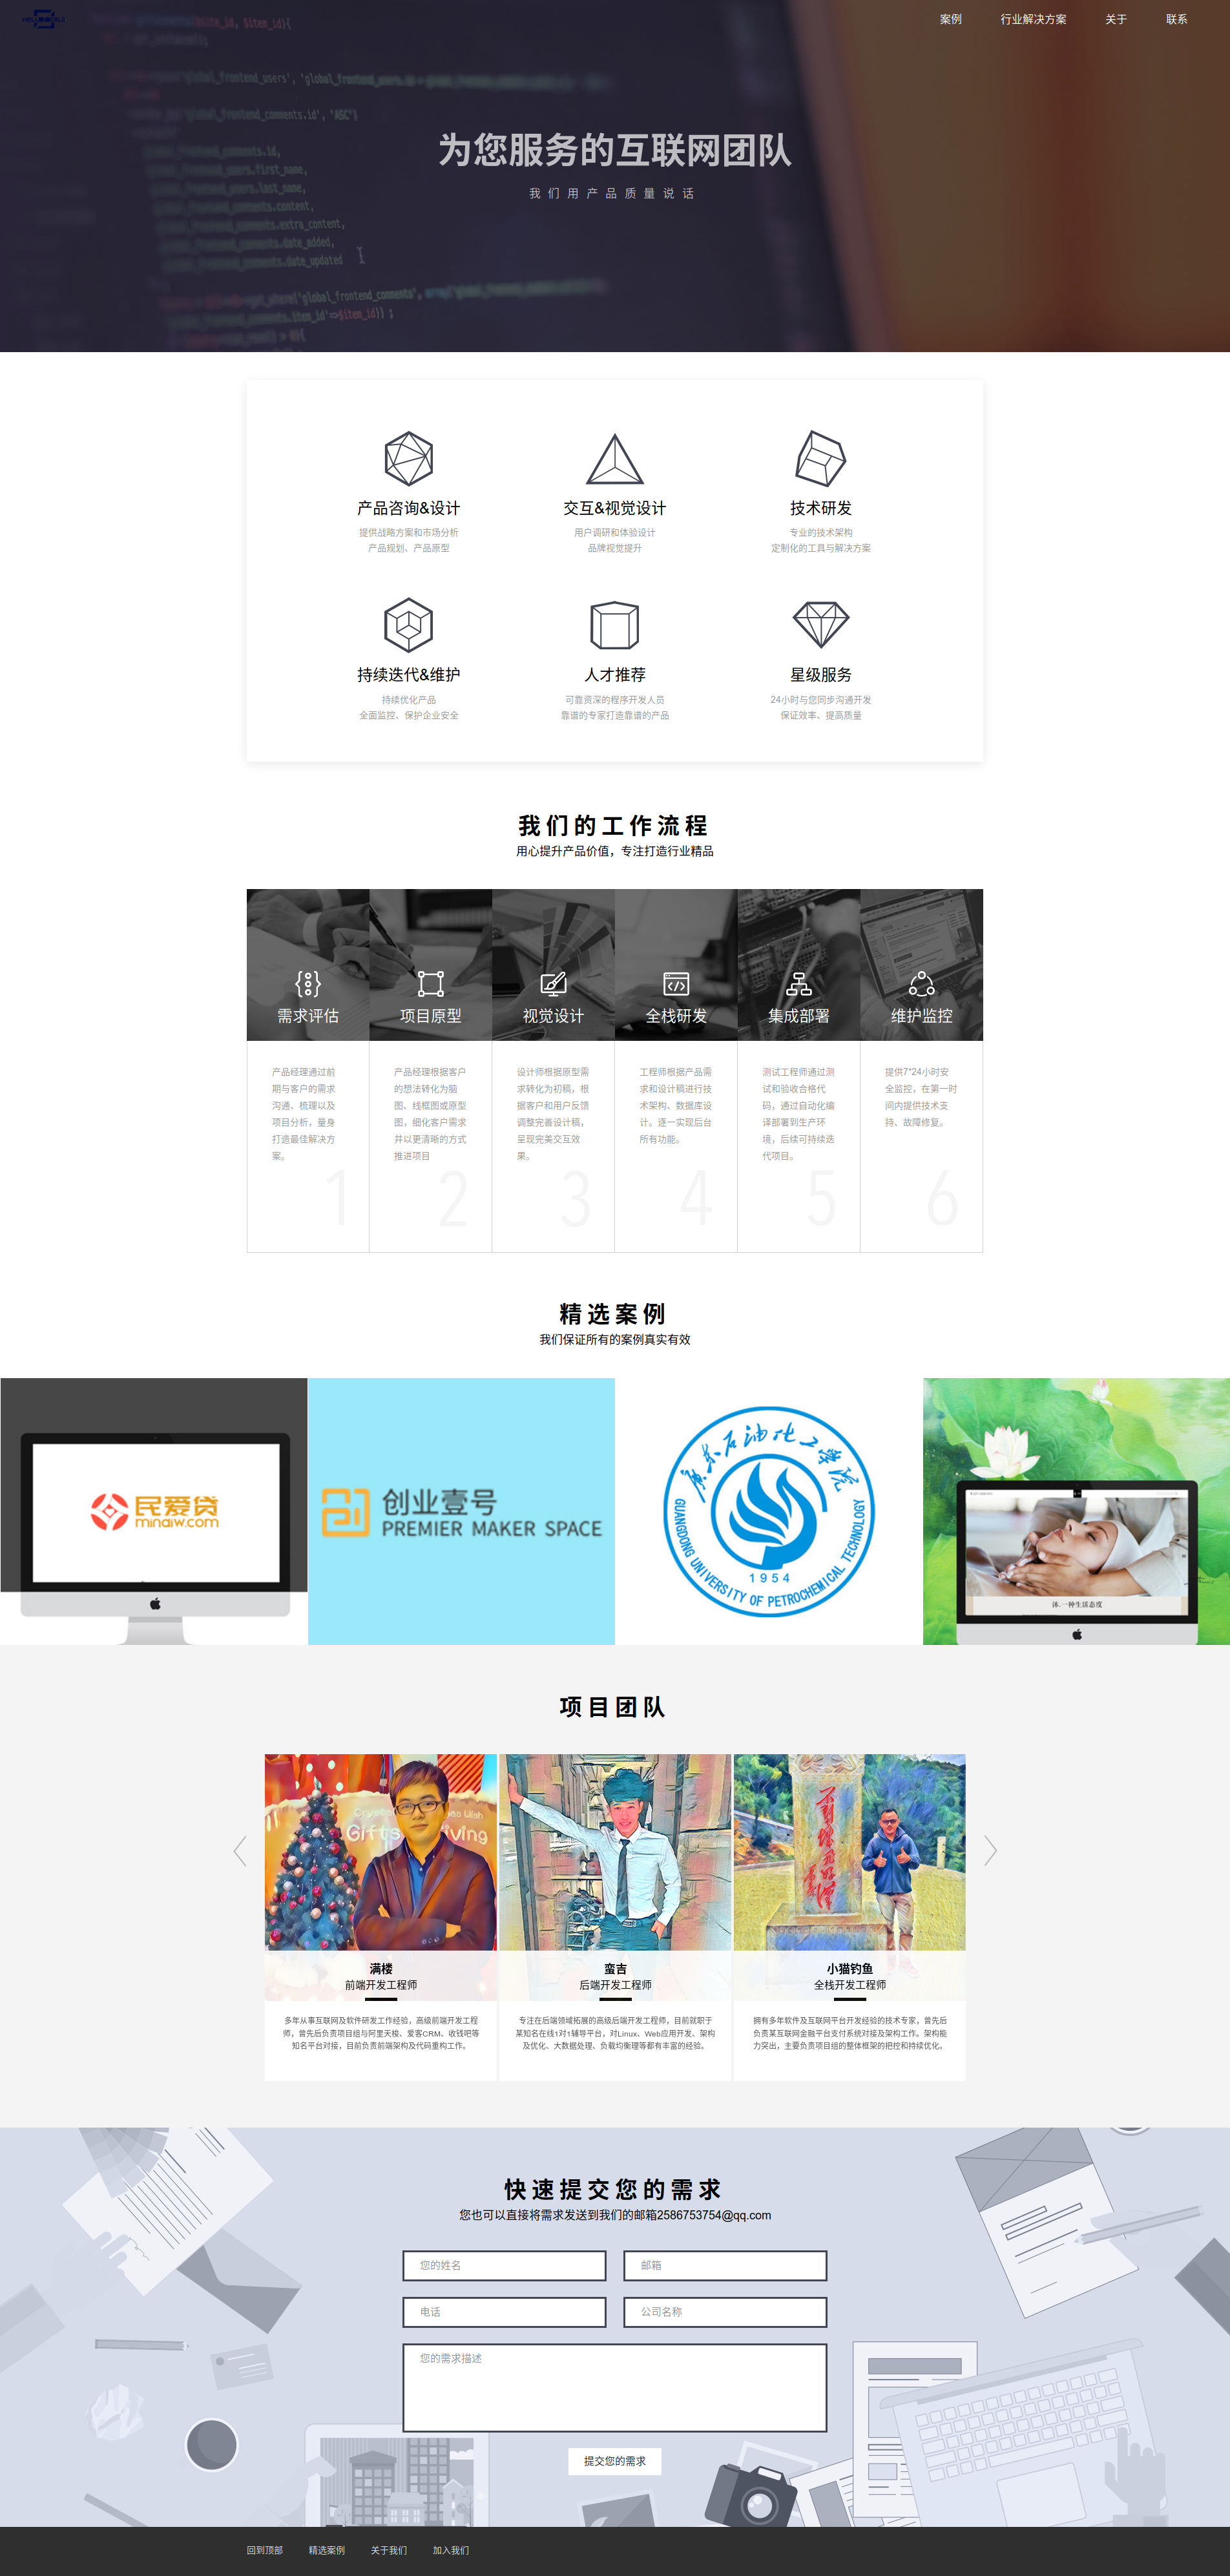 案例 行业解决方案 关于 联系
为您服务的互联网团队
我们用产品质量说话
产品咨询&设计
提供战略方案和市场分析
产品规划、产品原型
交互&视觉设计
用户调研和体验设计
品牌视觉提升
技术研发
专业的技术架构
定制化的工具与解决方案
持续迭代&维护
持续优化产品
全面监控、保护企业安全
人才推荐
可靠资深的程序开发人员
靠谱的专家打造靠谱的产品
星级服务
24小时与您同步沟通开发
保证效率、提高质量
我们的工作流程
用心提升产品价值，专注打造行业精品
需求评估
产品经理通过前
期与客户的需求
沟通、梳理以及
项目分析，量身
打造最佳解决方
案。
1
项目原型
产品经理根据客户
的想法转化为脑
图、线框图或原型
图，细化客户需求
并以更清晰的方式
推进项目
2
视觉设计
设计师根据原型需
求转化为初稿，根
据客户和用户反馈
调整完善设计稿，
呈现完美交互效
果。
3
全栈研发
工程师根据产品需
求和设计稿进行技
术架构、数据库设
计。逐一实现后台
所有功能。
4
集成部署
测试工程师通过测
试和验收合格代
码，通过自动化编
译部署到生产环
境，后续可持续迭
代项目。
5
维护监控
提供7*24小时安
全监控，在第一时
间内提供技术支
持、故障修复。
6
精选案例
我们保证所有的案例真实有效
民爱贷
minaiw.com
创业壹号
PREMIER MAKER SPACE
广东石油化工学院
GUANGDONG UNIVERSITY OF PETROCHEMICAL TECHNOLOGY
1954
体.一种生活态度
项目团队
满楼
前端开发工程师
多年从事互联网及软件研发工作经验，高级前端开发工程
师，曾先后负责项目组与阿里天梭、爱客CRM、收钱吧等
知名平台对接，目前负责前端架构及代码重构工作。
蛮吉
后端开发工程师
专注在后端领域拓展的高级后端开发工程师，目前就职于
某知名在线1对1辅导平台，对Linux、Web应用开发、架构
及优化、大数据处理、负载均衡理等都有丰富的经验。
小猫钓鱼
全栈开发工程师
拥有多年软件及互联网平台开发经验的技术专家，曾先后
负责某互联网金融平台支付系统对接及架构工作。架构能
力突出，主要负责项目组的整体框架的把控和持续优化。
快速提交您的需求
您也可以直接将需求发送到我们的邮箱2586753754@qq.com
您的姓名 邮箱
电话 公司名称
您的需求描述
提交您的需求
回到顶部 精选案例 关于我们 加入我们